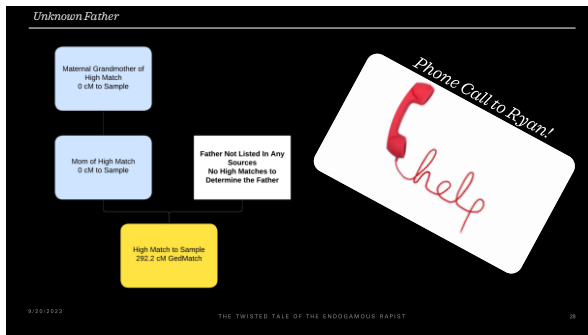 Unknown Father
Maternal Grandmother of
High Match
0 cM to Sample
Mom of High Match
0 cM to Sample
Father Not Listed In Any
Sources
No High Matches to
Determine the Father
High Match to Sample
292.2 cM GedMatch
Phone Call to Ryan!
help
9/20/2023
THE TWISTED TALE OF THE ENDOGAMOUS RAPIST
28